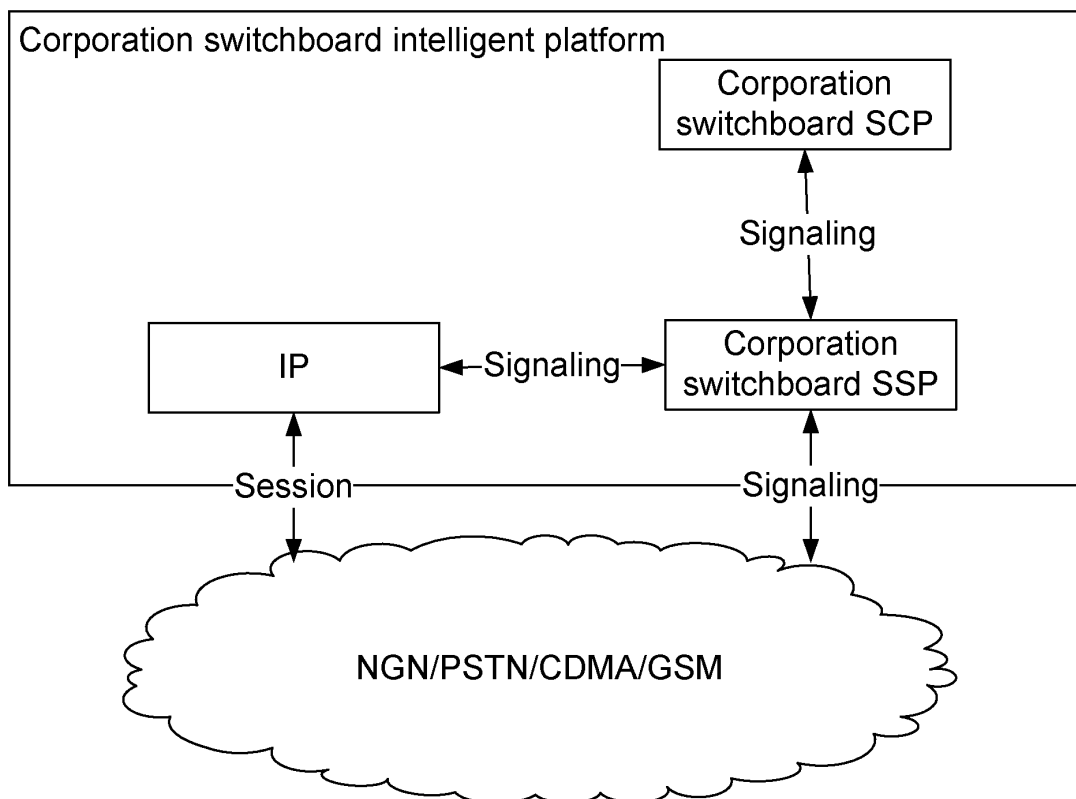 Corporation switchboard intelligent platform
Corporation
switchboard SCP
Signaling
IP
Signaling
Corporation
switchboard SSP
Session
Signaling
NGN/PSTN/CDMA/GSM